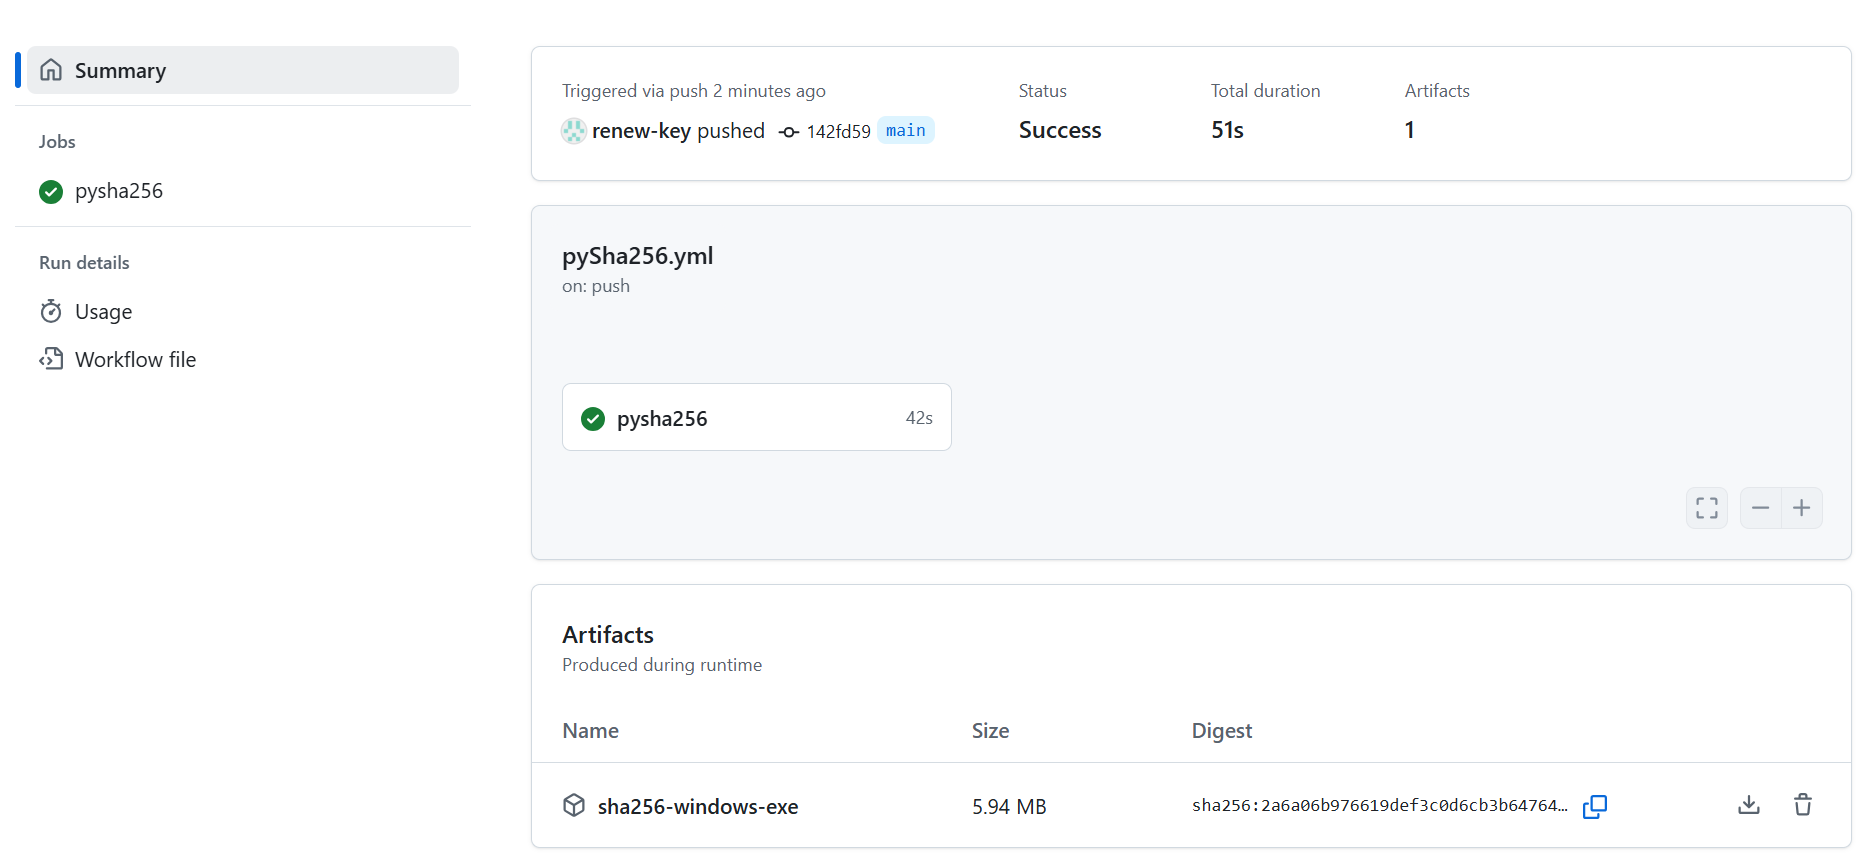 Summary
Jobs
pysha256
Run details
Usage
Workflow file
Triggered via push 2 minutes ago
renew-key pushed 142fd59 main
Status
Success
Total duration
51s
Artifacts
1
pySha256.yml
on: push
pysha256 42s
Artifacts
Produced during runtime
Name Size Digest
sha256-windows-exe 5.94 MB sha256:2a6a06b976619def3c0d6cb3b64764…